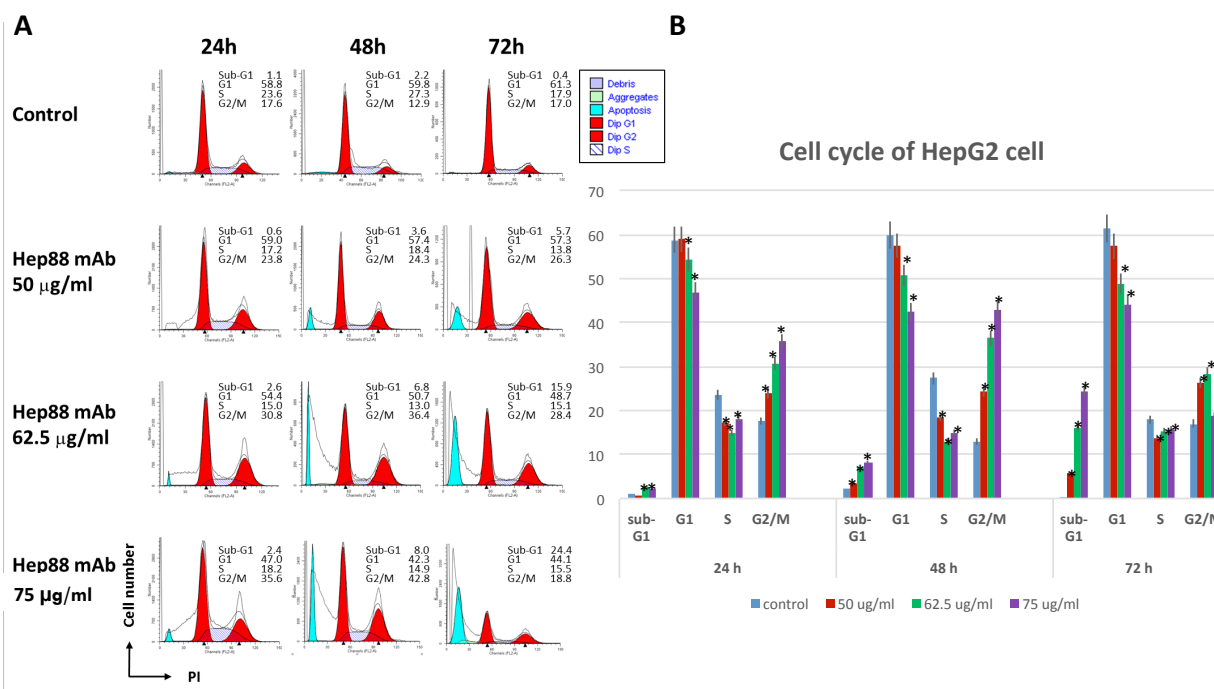 A
B
24h
48h
72h
Control
Sub-G1 1.1
G1 58.8
S 23.6
G2/M 17.6
Sub-G1 2.2
G1 59.8
S 27.3
G2/M 12.9
Sub-G1 0.4
G1 61.3
S 17.9
G2/M 17.0
Debris
Aggregates
Apoptosis
Dip G1
Dip G2
Dip S
Hep88 mAb
50 μg/ml
Sub-G1 0.6
G1 59.0
S 17.2
G2/M 23.8
Sub-G1 3.6
G1 57.4
S 18.4
G2/M 24.3
Sub-G1 5.7
G1 57.3
S 13.8
G2/M 26.3
Hep88 mAb
62.5 μg/ml
Sub-G1 2.6
G1 54.4
S 15.0
G2/M 30.8
Sub-G1 6.8
G1 50.7
S 13.0
G2/M 36.4
Sub-G1 15.9
G1 48.7
S 15.1
G2/M 28.4
Hep88 mAb
75 μg/ml
Sub-G1 2.4
G1 47.0
S 18.2
G2/M 35.6
Sub-G1 8.0
G1 42.3
S 14.9
G2/M 42.8
Sub-G1 24.4
G1 44.1
S 15.5
G2/M 18.8
Cell number
PI
Cell cycle of HepG2 cell
70
60
50
40
30
20
10
0
sub-G1 G1 S G2/M sub-G1 G1 S G2/M sub-G1 G1 S G2/M
24 h 48 h 72 h
control 50 ug/ml 62.5 ug/ml 75 ug/ml